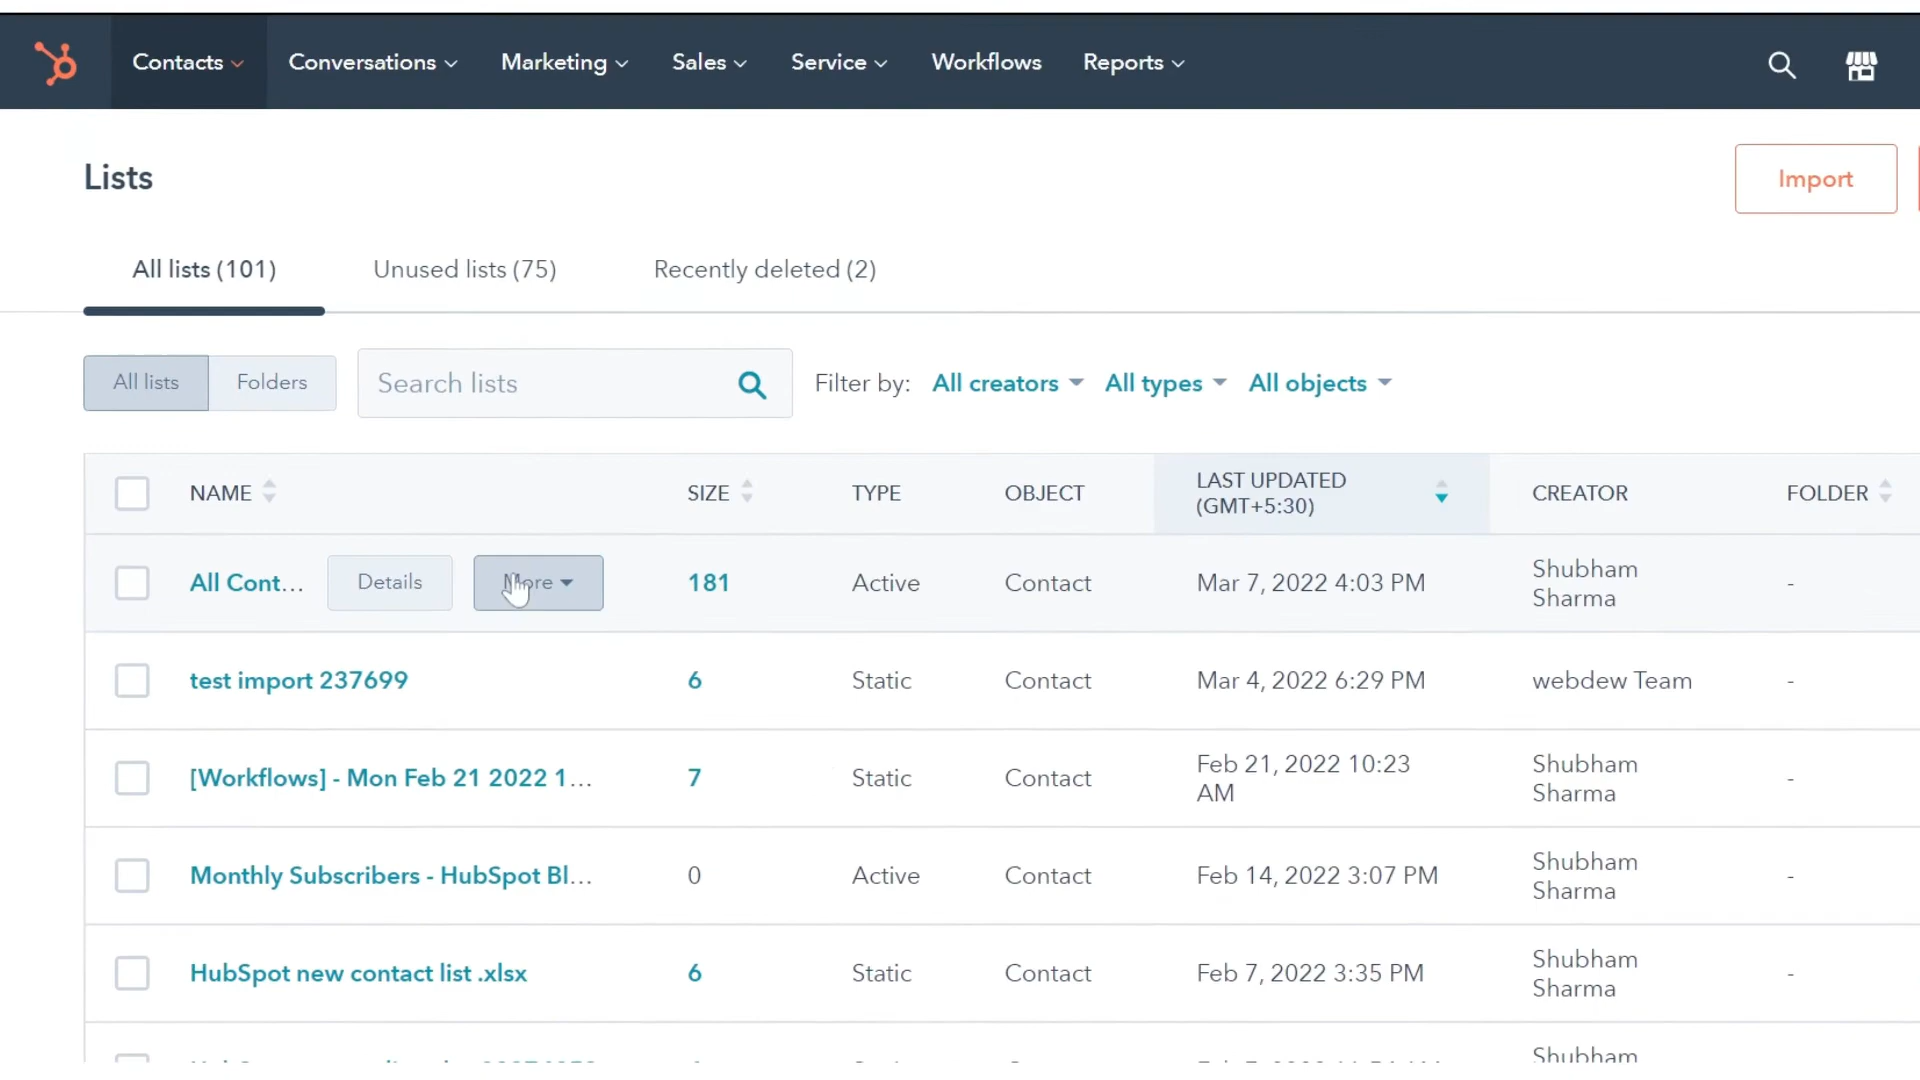 Contacts Conversations Marketing Sales Service Workflows Reports
Lists
Import
All lists (101) Unused lists (75) Recently deleted (2)
All lists Folders Search lists Filter by: All creators All types All objects
NAME SIZE TYPE OBJECT LAST UPDATED (GMT+5:30) CREATOR FOLDER
All Cont... Details More 181 Active Contact Mar 7, 2022 4:03 PM Shubham Sharma -
test import 237699 6 Static Contact Mar 4, 2022 6:29 PM webdew Team -
[Workflows] - Mon Feb 21 2022 1... 7 Static Contact Feb 21, 2022 10:23 AM Shubham Sharma -
Monthly Subscribers - HubSpot Bl... 0 Active Contact Feb 14, 2022 3:07 PM Shubham Sharma -
HubSpot new contact list .xlsx 6 Static Contact Feb 7, 2022 3:35 PM Shubham Sharma -
Shubham